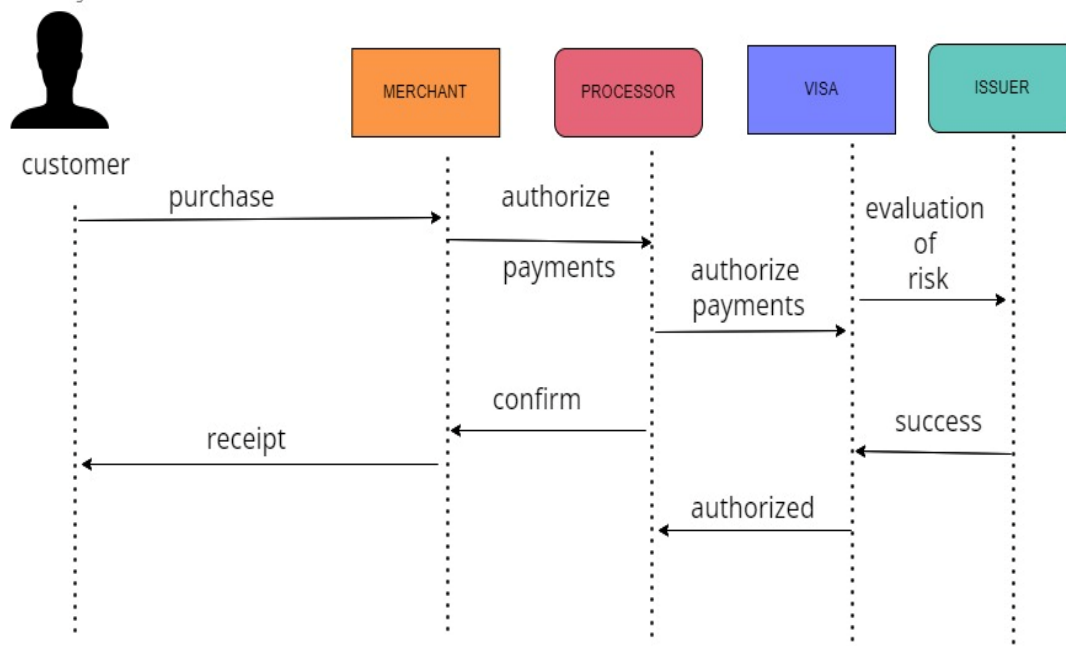 MERCHANT
PROCESSOR
VISA
ISSUER
customer
purchase
authorize
payments
evaluation
of
risk
authorize
payments
confirm
success
receipt
authorized